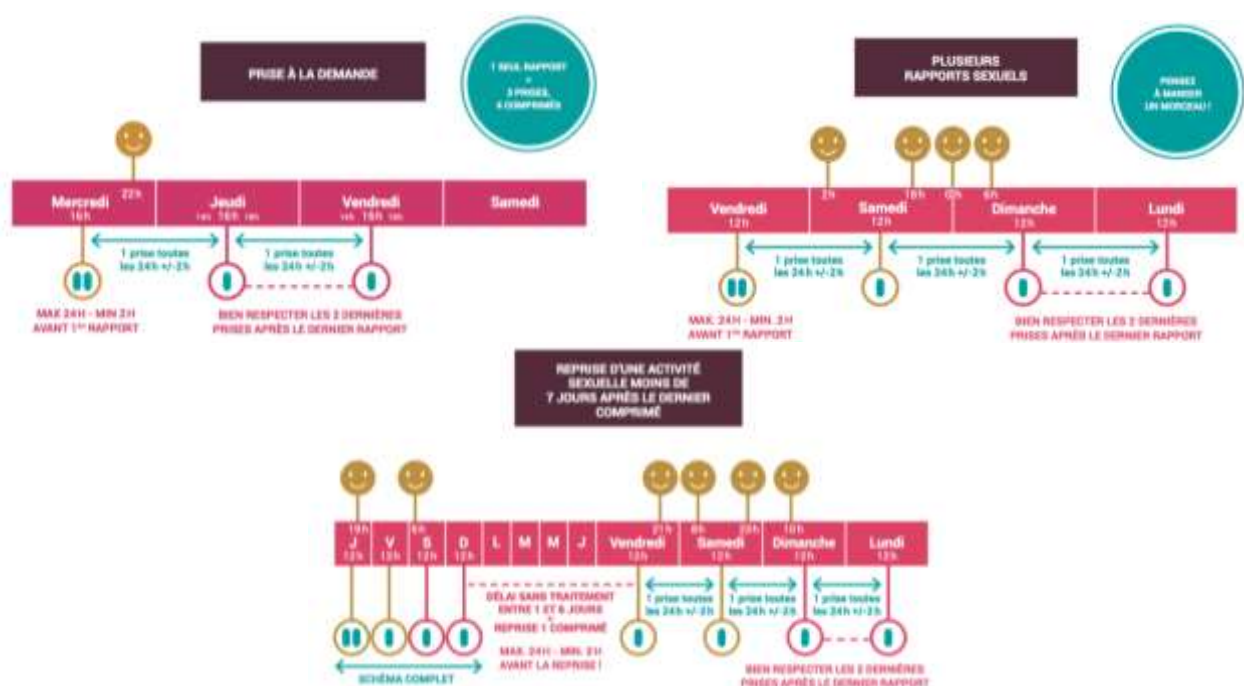 PRISE À LA DEMANDE
1 SEUL RAPPORT
=
3 PRISES,
4 COMPRIMÉS
22h
Mercredi
16h
Jeudi
14h 16h 18h
Vendredi
14h 16h 18h
Samedi
1 prise toutes
les 24h +/-2h
1 prise toutes
les 24h +/-2h
MAX 24H - MIN 2H
AVANT 1ER RAPPORT
BIEN RESPECTER LES 2 DERNIÈRES
PRISES APRÈS LE DERNIER RAPPORT
PLUSIEURS
RAPPORTS SEXUELS
PENSEZ
À MANGER
UN MORCEAU !
2h
18h
02h
6h
Vendredi
12h
Samedi
12h
Dimanche
12h
Lundi
12h
1 prise toutes
les 24h +/-2h
1 prise toutes
les 24h +/-2h
1 prise toutes
les 24h +/-2h
MAX. 24H - MIN. 2H
AVANT 1ER RAPPORT
BIEN RESPECTER LES 2 DERNIÈRES
PRISES APRÈS LE DERNIER RAPPORT
REPRISE D'UNE ACTIVITÉ
SEXUELLE MOINS DE
7 JOURS APRÈS LE DERNIER
COMPRIMÉ
19h
6h
21h
23h
10h
J
12h
V
12h
S
12h
D
12h
L
M
M
J
Vendredi
12h
Samedi
12h
Dimanche
12h
Lundi
12h
DÉLAI SANS TRAITEMENT
ENTRE 1 ET 6 JOURS
=
REPRISE 1 COMPRIMÉ
MAX. 24H - MIN. 2H
AVANT LA REPRISE !
1 prise toutes
les 24h +/-2h
1 prise toutes
les 24h +/-2h
1 prise toutes
les 24h +/-2h
SCHÉMA COMPLET
BIEN RESPECTER LES 2 DERNIÈRES
PRISES APRÈS LE DERNIER RAPPORT